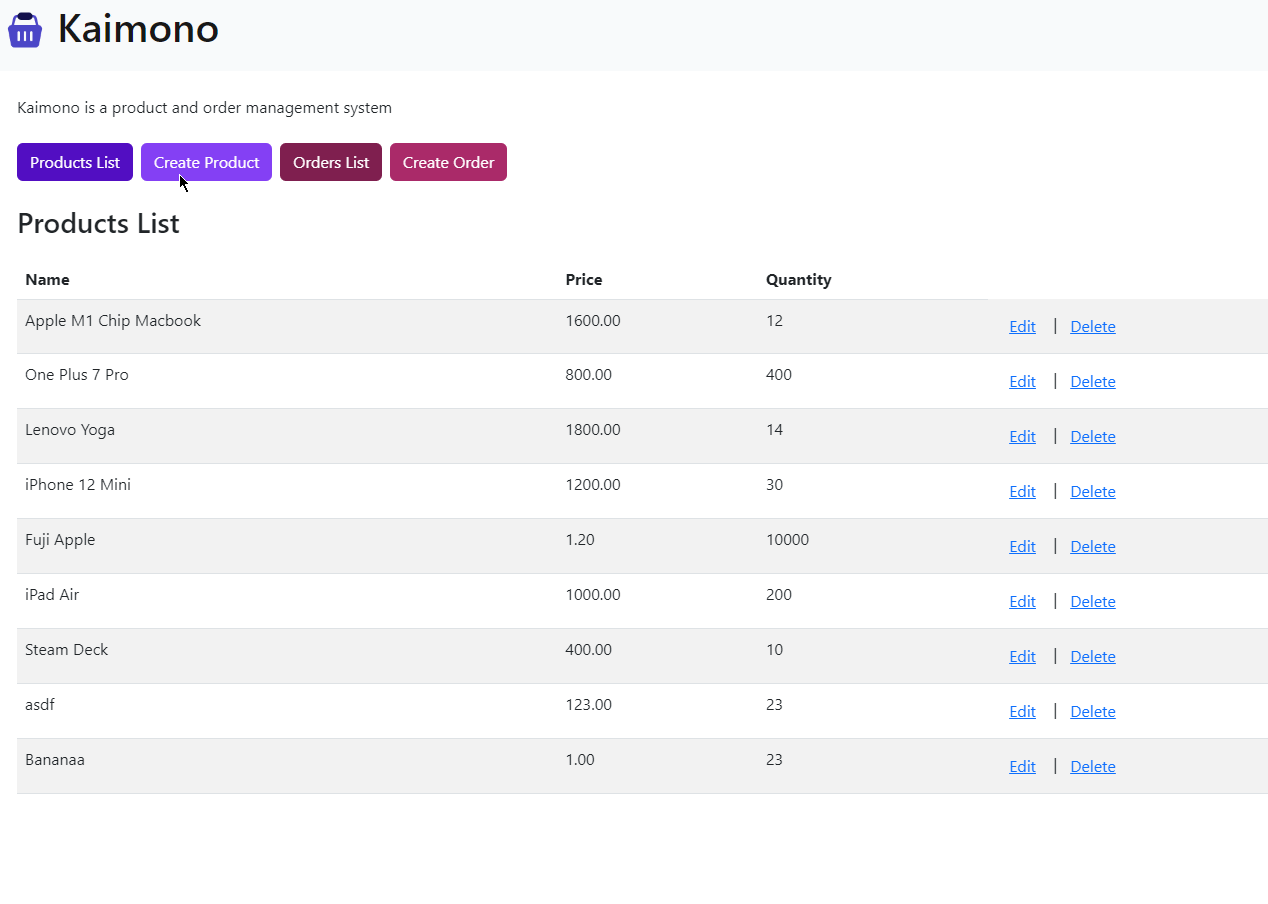 Kaimono
Kaimono is a product and order management system
Products List Create Product Orders List Create Order
Products List
Name Price Quantity
Apple M1 Chip Macbook 1600.00 12 Edit | Delete
One Plus 7 Pro 800.00 400 Edit | Delete
Lenovo Yoga 1800.00 14 Edit | Delete
iPhone 12 Mini 1200.00 30 Edit | Delete
Fuji Apple 1.20 10000 Edit | Delete
iPad Air 1000.00 200 Edit | Delete
Steam Deck 400.00 10 Edit | Delete
asdf 123.00 23 Edit | Delete
Bananaa 1.00 23 Edit | Delete